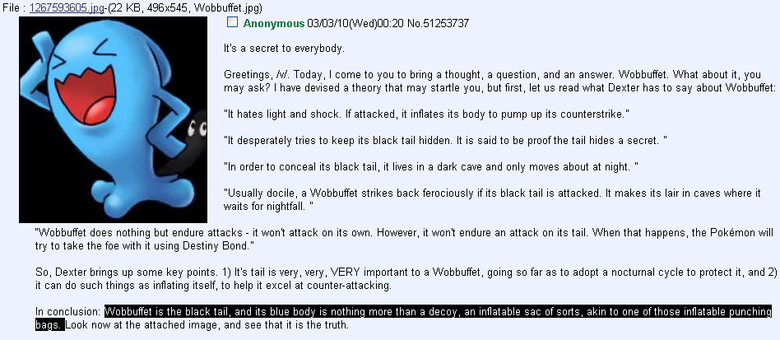 File : 1267593605.jpg-(22 KB, 496x545, Wobbuffet.jpg)
Anonymous 03/03/10(Wed)00:20 No.51253737
It's a secret to everybody.
Greetings, /v/. Today, I come to you to bring a thought, a question, and an answer. Wobbuffet. What about it, you
may ask? I have devised a theory that may startle you, but first, let us read what Dexter has to say about Wobbuffet:
"It hates light and shock. If attacked, it inflates its body to pump up its counterstrike."
"It desperately tries to keep its black tail hidden. It is said to be proof the tail hides a secret. "
"In order to conceal its black tail, it lives in a dark cave and only moves about at night. "
"Usually docile, a Wobbuffet strikes back ferociously if its black tail is attacked. It makes its lair in caves where it
waits for nightfall. "
"Wobbuffet does nothing but endure attacks - it won't attack on its own. However, it won't endure an attack on its tail. When that happens, the Pokémon will
try to take the foe with it using Destiny Bond."
So, Dexter brings up some key points. 1) It's tail is very, very, VERY important to a Wobbuffet, going so far as to adopt a nocturnal cycle to protect it, and 2)
it can do such things as inflating itself, to help it excel at counter-attacking.
In conclusion: Wobbuffet is the black tail, and its blue body is nothing more than a decoy, an inflatable sac of sorts, akin to one of those inflatable punching
bags. Look now at the attached image, and see that it is the truth.